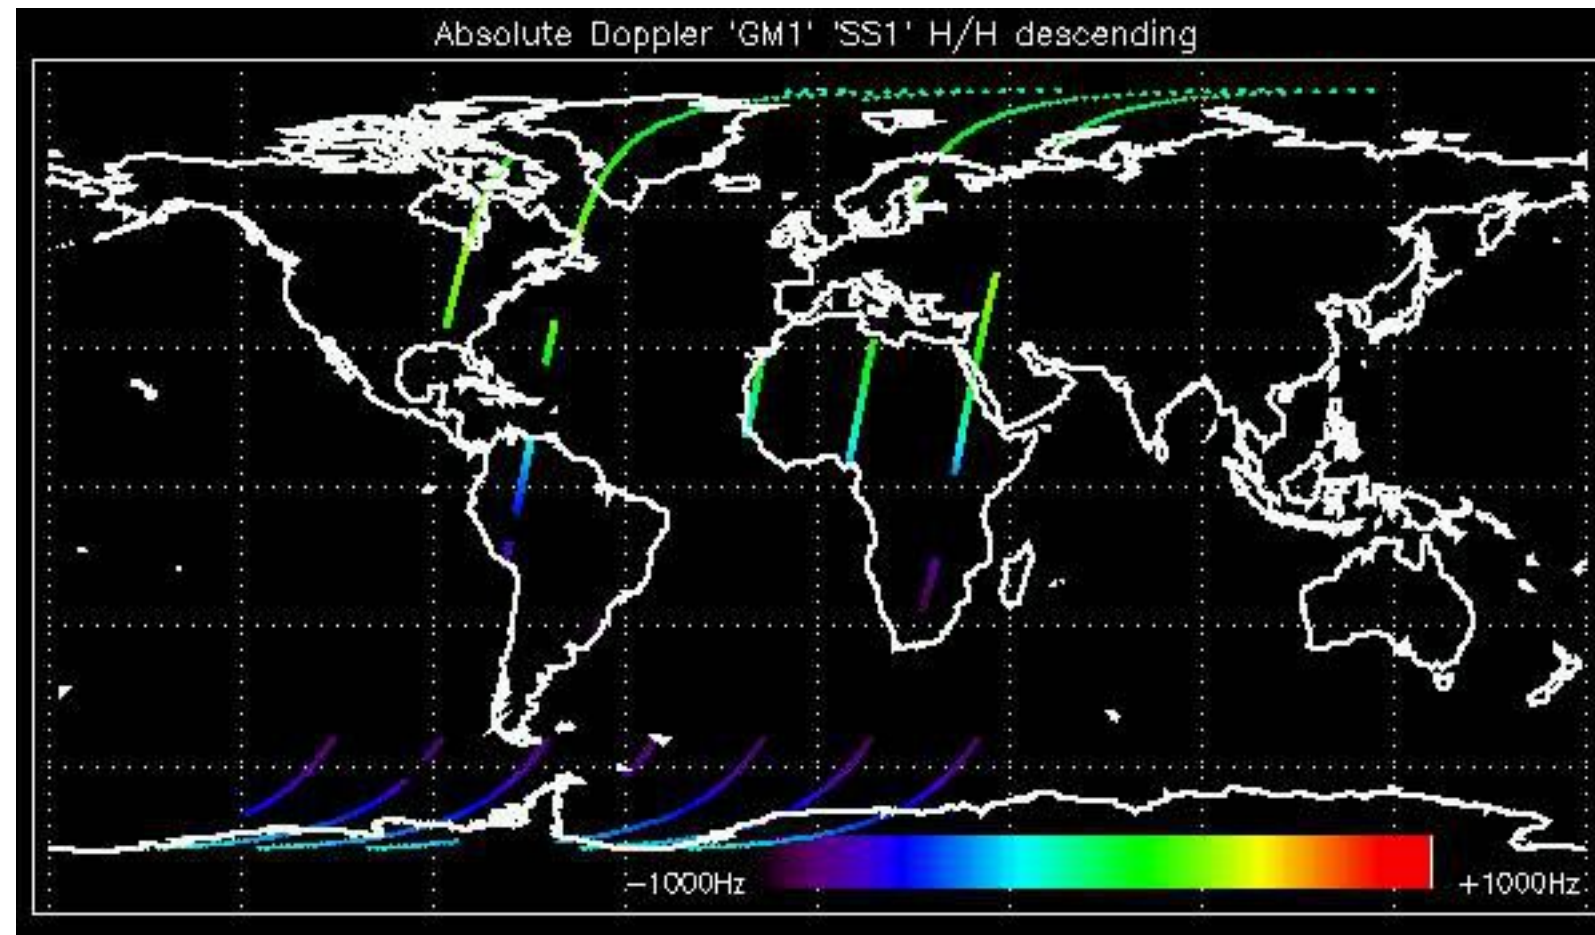 Absolute Doppler 'GM1' 'SS1' H/H descending
−1000Hz
+1000Hz